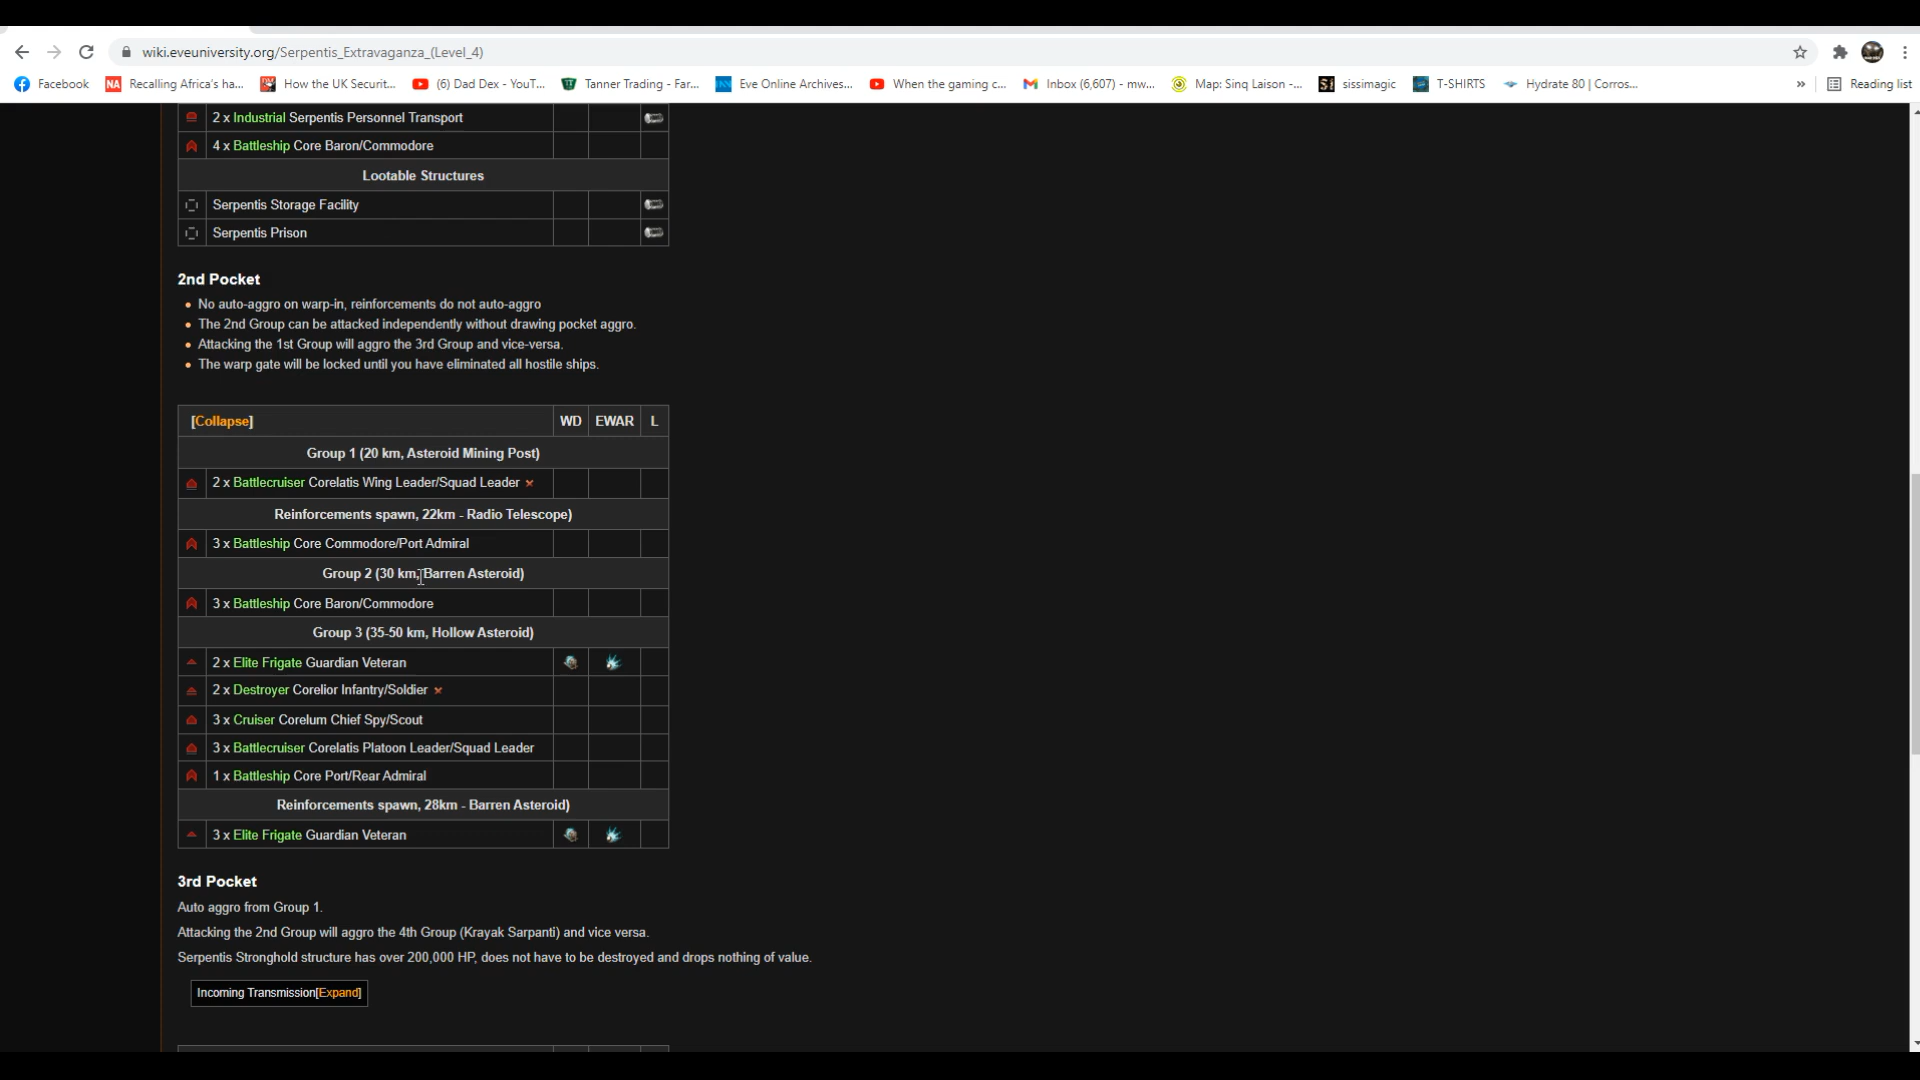 wiki.eveuniversity.org/Serpentis_Extravaganza_(Level_4)
Facebook
NA Recalling Africa's ha...
How the UK Securit...
(6) Dad Dex - YouT...
Tanner Trading - Far...
Eve Online Archives...
When the gaming c...
Inbox (6,607) - mw...
Map: Sinq Laison -...
sissimagic
T-SHIRTS
Hydrate 80 | Corros...
»
Reading list
2 x Industrial Serpentis Personnel Transport
4 x Battleship Core Baron/Commodore
Lootable Structures
Serpentis Storage Facility
Serpentis Prison
2nd Pocket
No auto-aggro on warp-in, reinforcements do not auto-aggro
The 2nd Group can be attacked independently without drawing pocket aggro.
Attacking the 1st Group will aggro the 3rd Group and vice-versa.
The warp gate will be locked until you have eliminated all hostile ships.
[Collapse] WD EWAR L
Group 1 (20 km, Asteroid Mining Post)
2 x Battlecruiser Corelatis Wing Leader/Squad Leader
Reinforcements spawn, 22km - Radio Telescope)
3 x Battleship Core Commodore/Port Admiral
Group 2 (30 km, Barren Asteroid)
3 x Battleship Core Baron/Commodore
Group 3 (35-50 km, Hollow Asteroid)
2 x Elite Frigate Guardian Veteran
2 x Destroyer Corelior Infantry/Soldier
3 x Cruiser Corelum Chief Spy/Scout
3 x Battlecruiser Corelatis Platoon Leader/Squad Leader
1 x Battleship Core Port/Rear Admiral
Reinforcements spawn, 28km - Barren Asteroid)
3 x Elite Frigate Guardian Veteran
3rd Pocket
Auto aggro from Group 1.
Attacking the 2nd Group will aggro the 4th Group (Krayak Sarpanti) and vice versa.
Serpentis Stronghold structure has over 200,000 HP, does not have to be destroyed and drops nothing of value.
Incoming Transmission[Expand]